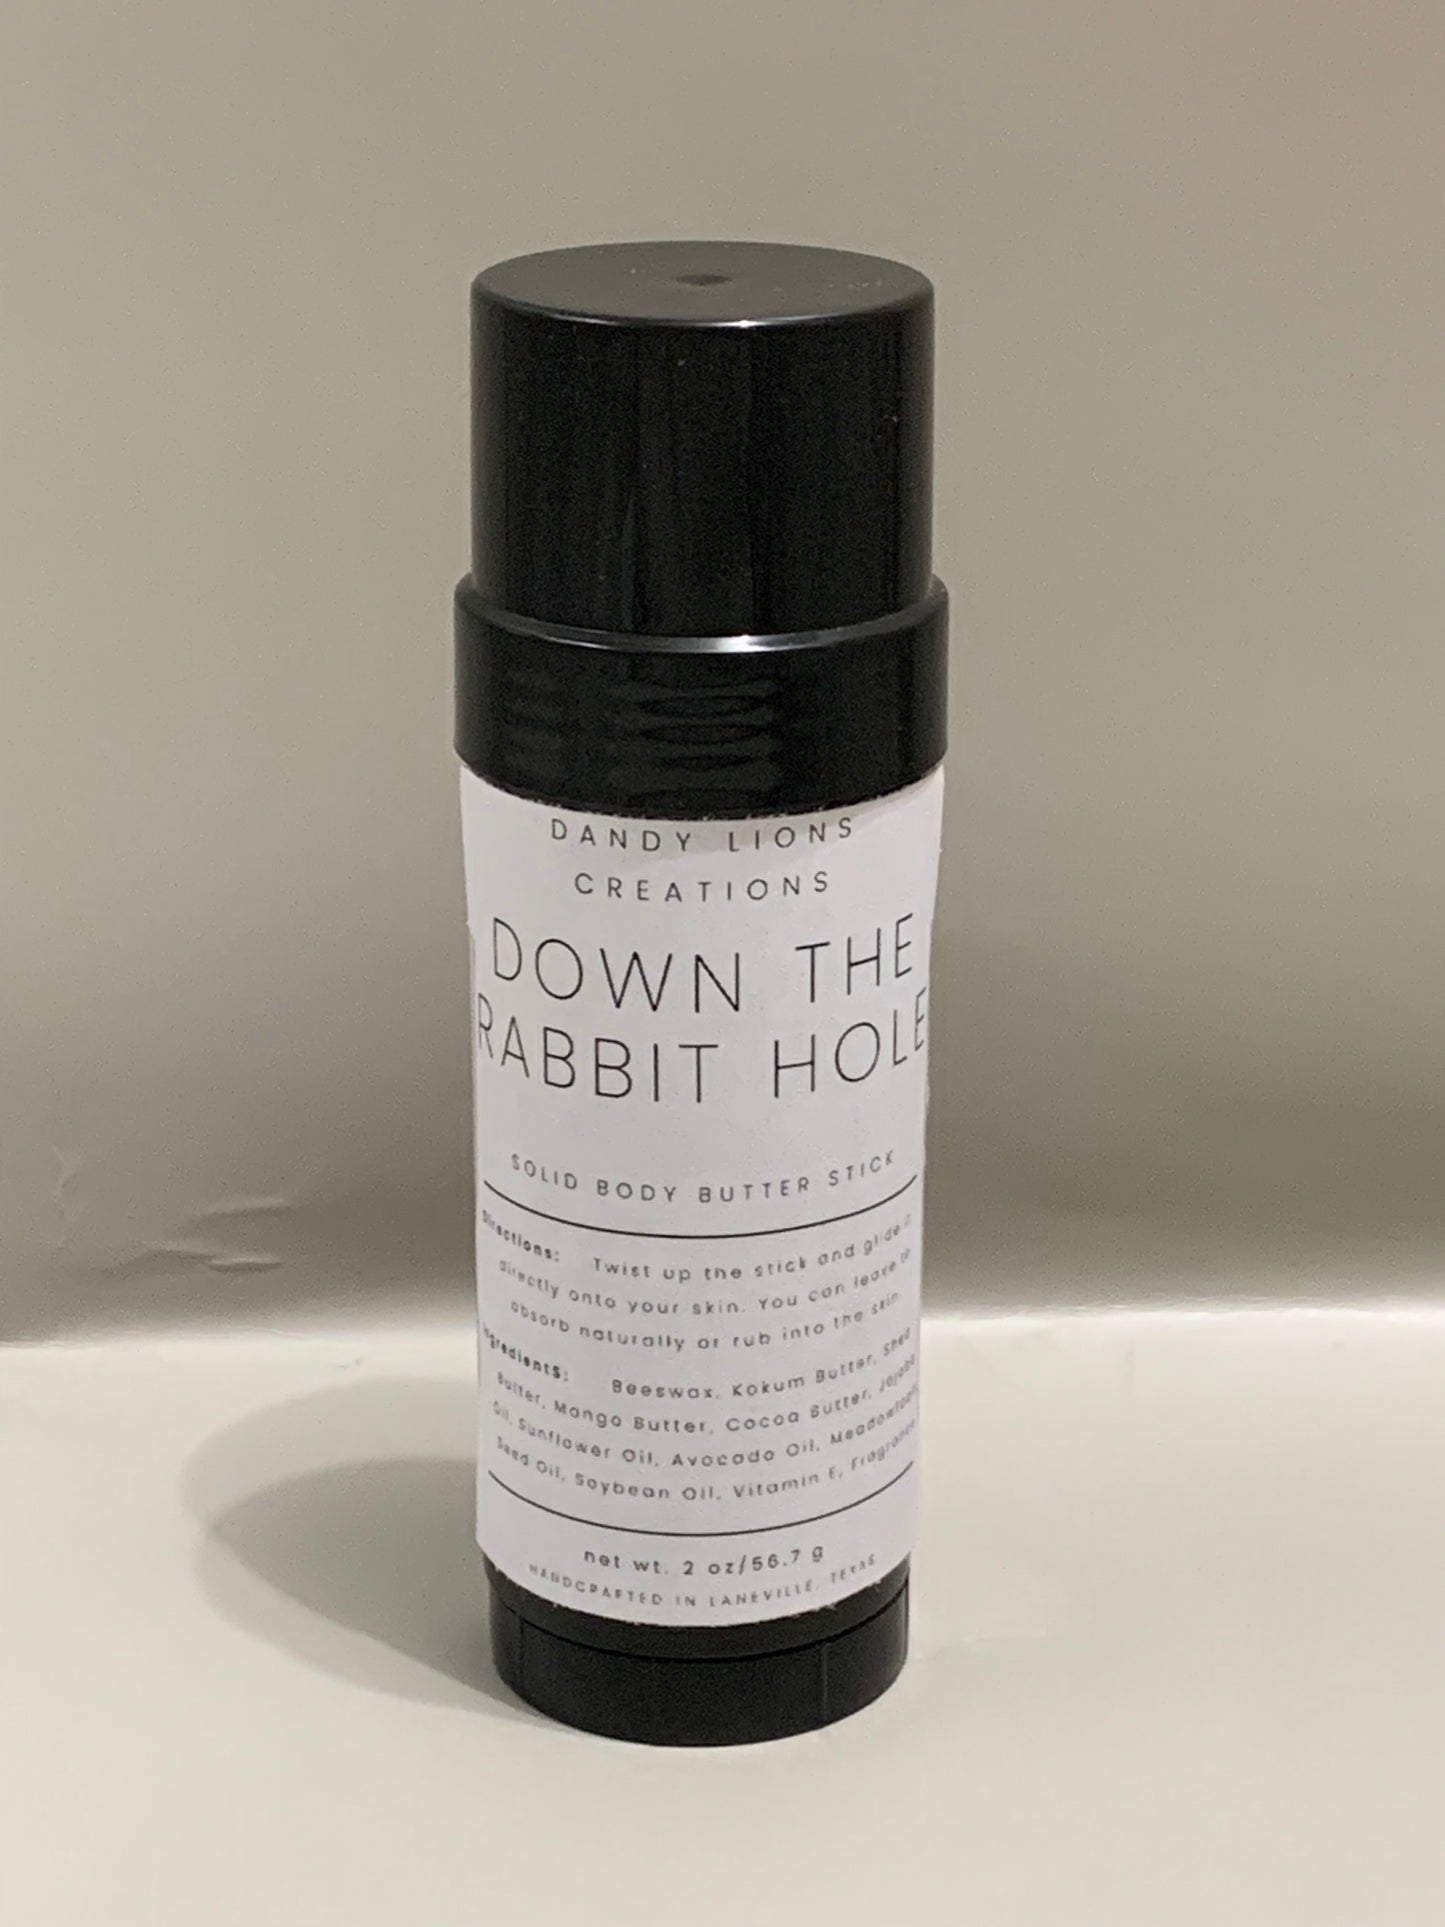 DANDY LIONS
CREATIONS
DOWN THE
RABBIT HOLE
SOLID BODY BUTTER STICK
Directions: Twist up the stick and glide it
directly onto your skin. You can leave to
absorb naturally or rub into the skin.
Ingredients: Beeswax, Kokum Butter, Shea
Butter, Mango Butter, Cocoa Butter, Jojoba
Oil, Sunflower Oil, Avocado Oil, Meadowfoam
Seed Oil, Soybean Oil, Vitamin E, Fragrance
net wt. 2 oz/56.7 g
HANDCRAFTED IN LANEVILLE, TEXAS